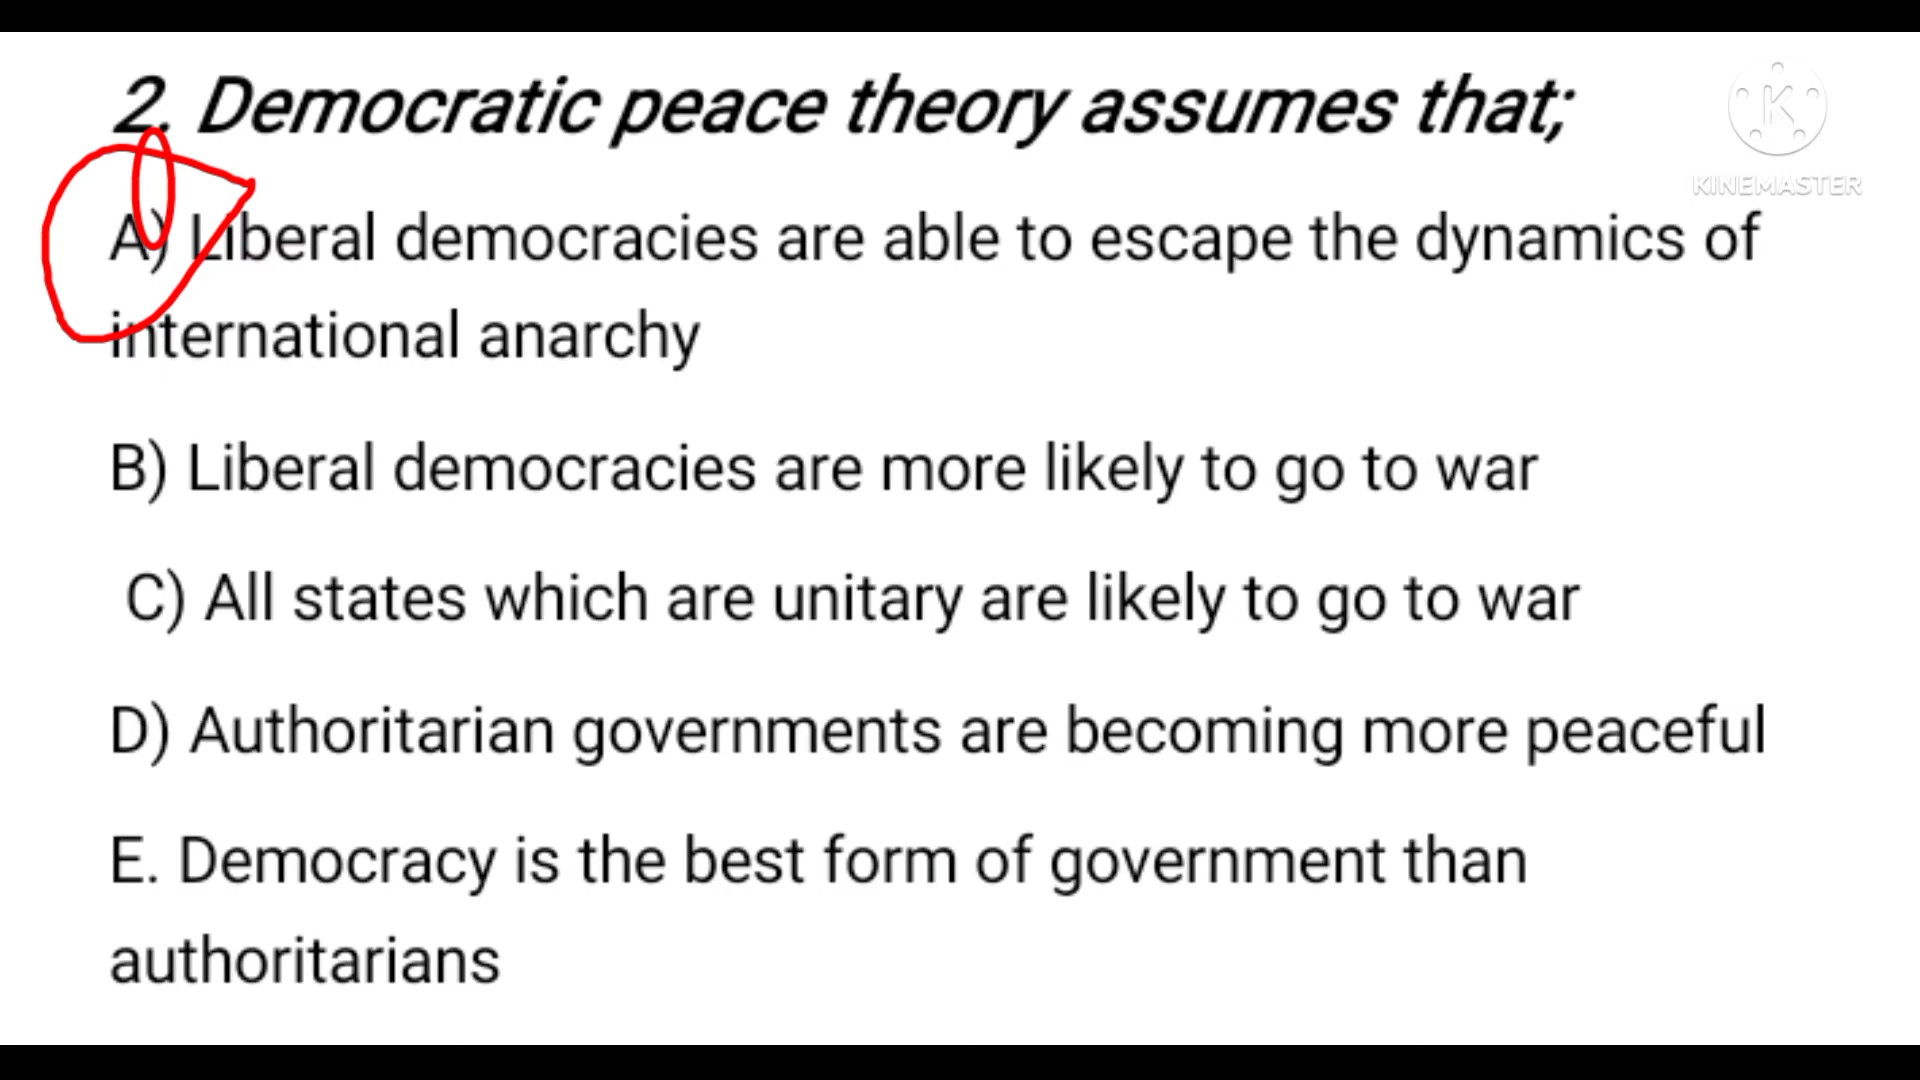 2. Democratic peace theory assumes that;
KINEMASTER
A) Liberal democracies are able to escape the dynamics of
international anarchy
B) Liberal democracies are more likely to go to war
C) All states which are unitary are likely to go to war
D) Authoritarian governments are becoming more peaceful
E. Democracy is the best form of government than
authoritarians